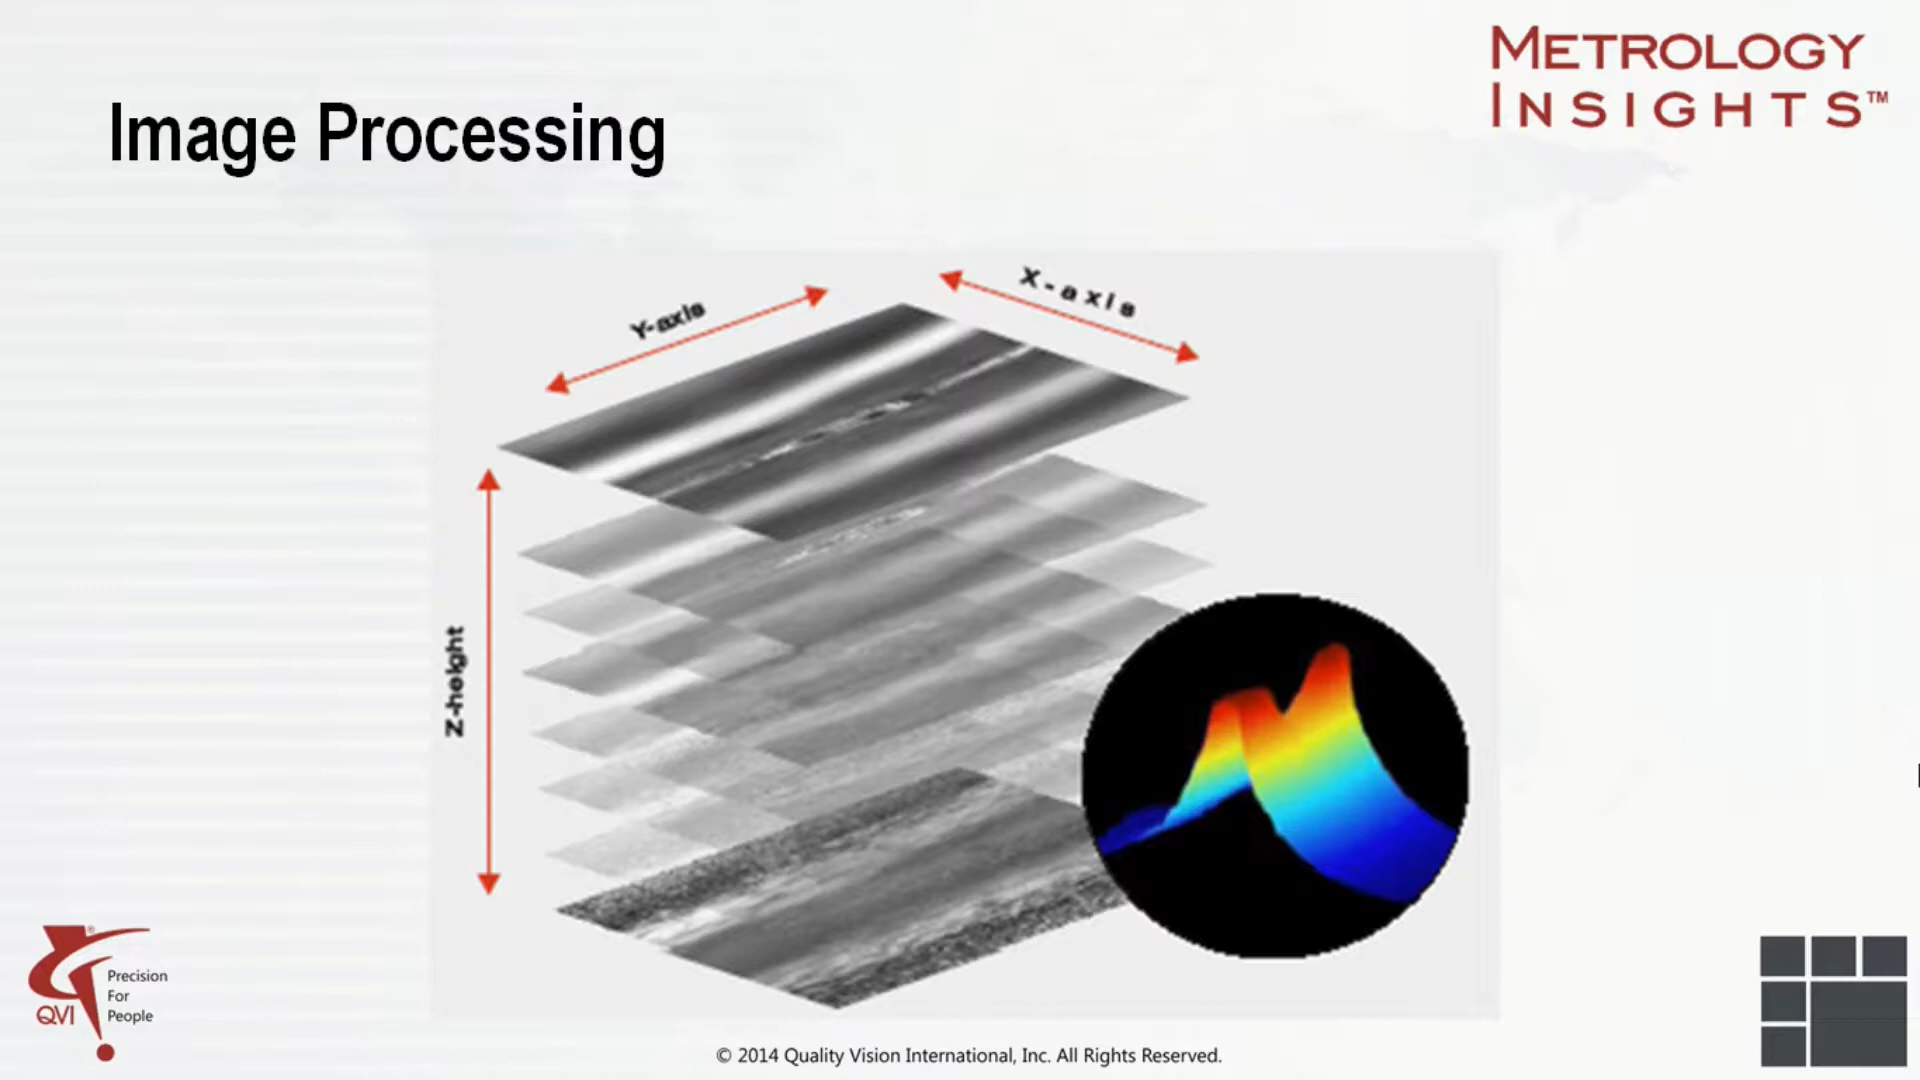 METROLOGY
INSIGHTS™
Image Processing
Y-axis
X-axis
Z-height
®
QVI
Precision
For
People
© 2014 Quality Vision International, Inc. All Rights Reserved.